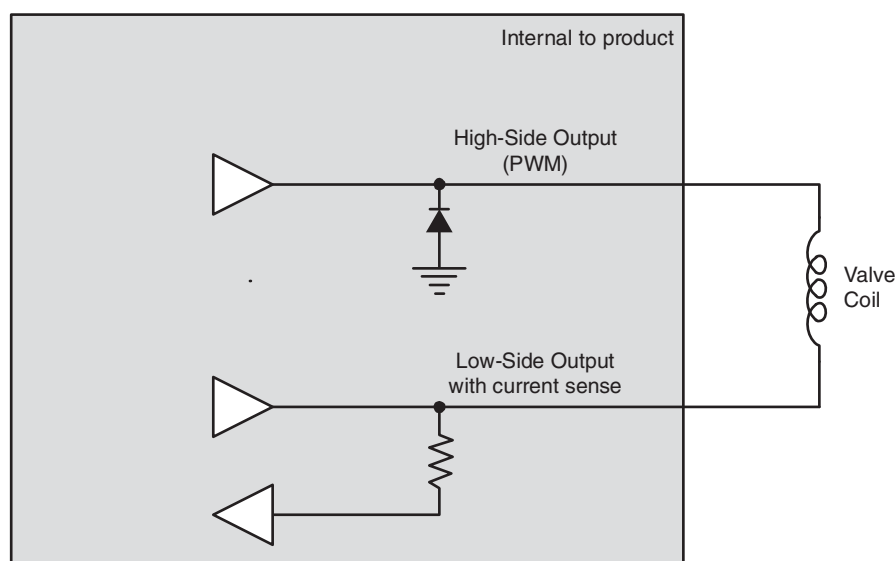 Internal to product
High-Side Output
(PWM)
Valve
Coil
Low-Side Output
with current sense